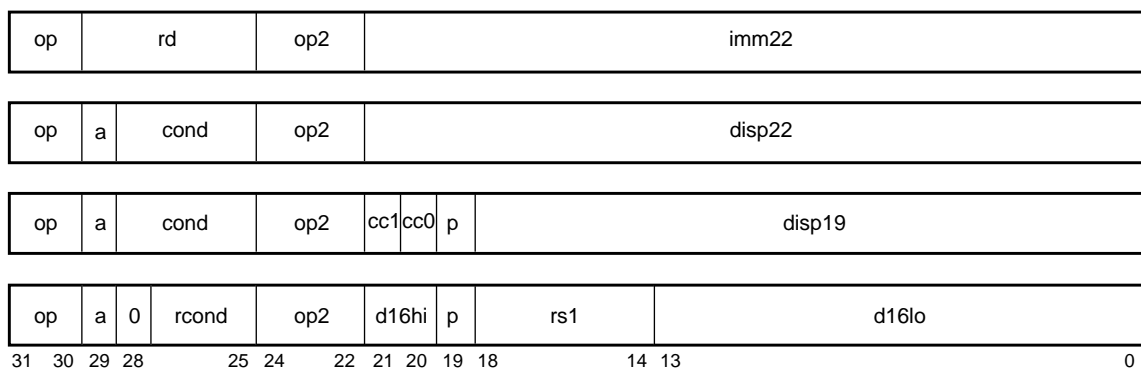 op rd op2 imm22
op a cond op2 disp22
op a cond op2 cc1 cc0 p disp19
op a 0 rcond op2 d16hi p rs1 d16lo
31 30 29 28 25 24 22 21 20 19 18 14 13 0